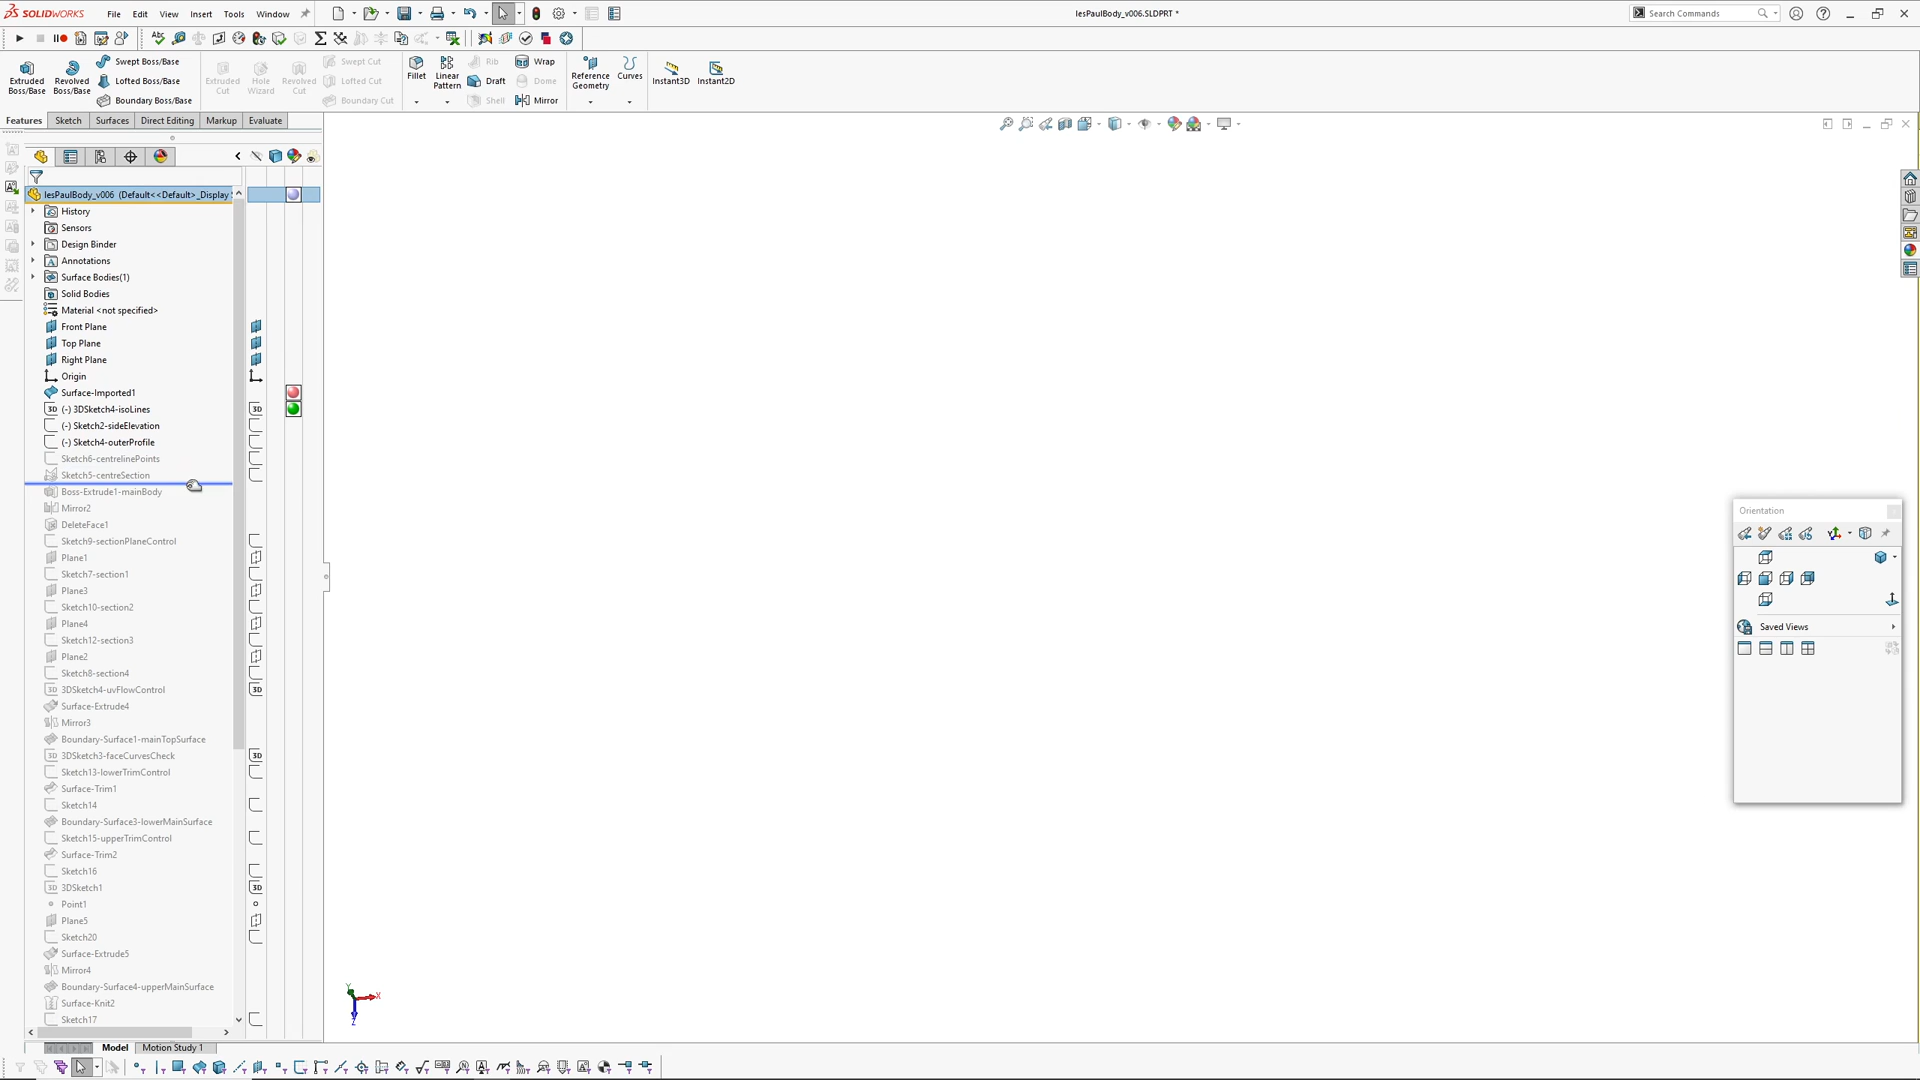 SOLIDWORKS File Edit View Insert Tools Window lesPaulBody_v006.SLDPRT * Search Commands
Extruded Boss/Base
Revolved Boss/Base
Swept Boss/Base
Lofted Boss/Base
Boundary Boss/Base
Extruded Cut
Hole Wizard
Revolved Cut
Swept Cut
Lofted Cut
Boundary Cut
Fillet
Linear Pattern
Rib
Draft
Shell
Wrap
Dome
Mirror
Reference Geometry
Curves
Instant3D
Instant2D
Features Sketch Surfaces Direct Editing Markup Evaluate
lesPaulBody_v006 (Default<<Default>_Display
History
Sensors
Design Binder
Annotations
Surface Bodies(1)
Solid Bodies
Material <not specified>
Front Plane
Top Plane
Right Plane
Origin
Surface-Imported1
(-) 3DSketch4-isoLines
(-) Sketch2-sideElevation
(-) Sketch4-outerProfile
Sketch6-centrelinePoints
Sketch5-centreSection
Boss-Extrude1-mainBody
Mirror2
DeleteFace1
Sketch9-sectionPlaneControl
Plane1
Sketch7-section1
Plane3
Sketch10-section2
Plane4
Sketch12-section3
Plane2
Sketch8-section4
3DSketch4-uvFlowControl
Surface-Extrude4
Mirror3
Boundary-Surface1-mainTopSurface
3DSketch3-faceCurvesCheck
Sketch13-lowerTrimControl
Surface-Trim1
Sketch14
Boundary-Surface3-lowerMainSurface
Sketch15-upperTrimControl
Surface-Trim2
Sketch16
3DSketch1
Point1
Plane5
Sketch20
Surface-Extrude5
Mirror4
Boundary-Surface4-upperMainSurface
Surface-Knit2
Sketch17
Model Motion Study 1
Orientation
Saved Views
Y
X
Z